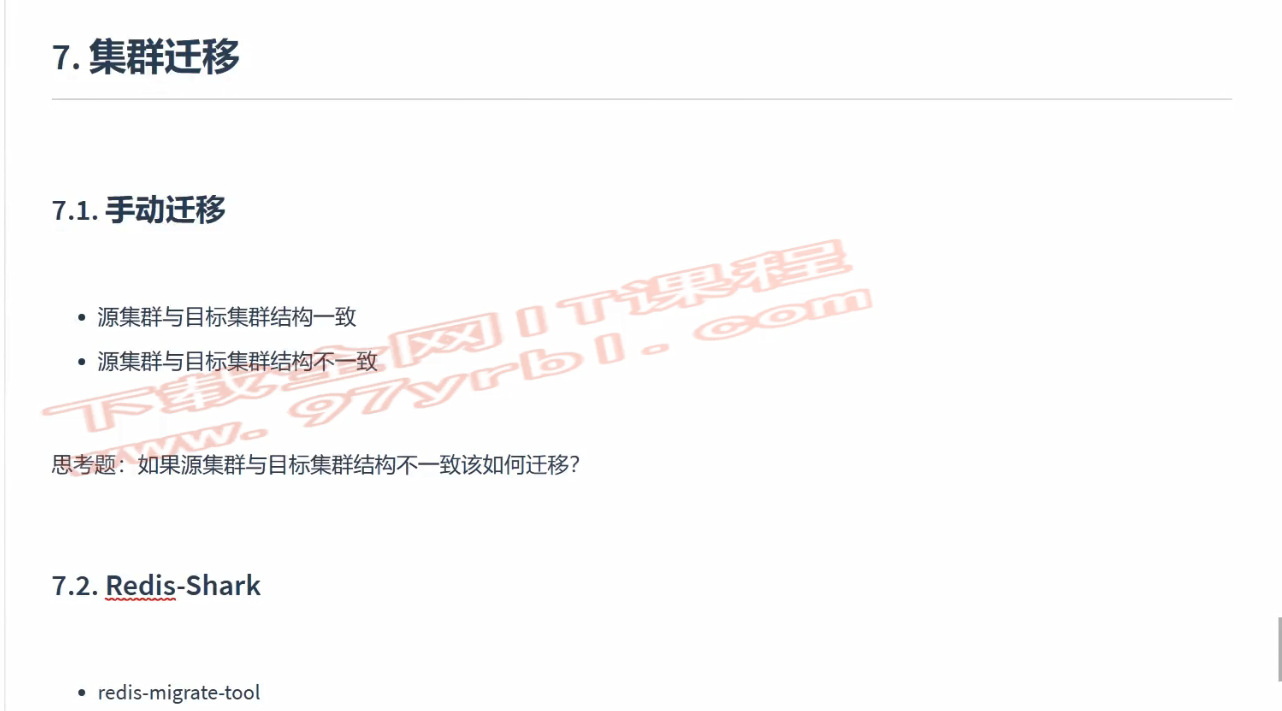 7. 集群迁移
7.1. 手动迁移
• 源集群与目标集群结构一致
• 源集群与目标集群结构不一致
下载全网IT课程
www.97yrbl.com
思考题：如果源集群与目标集群结构不一致该如何迁移？
7.2. Redis-Shark
• redis-migrate-tool